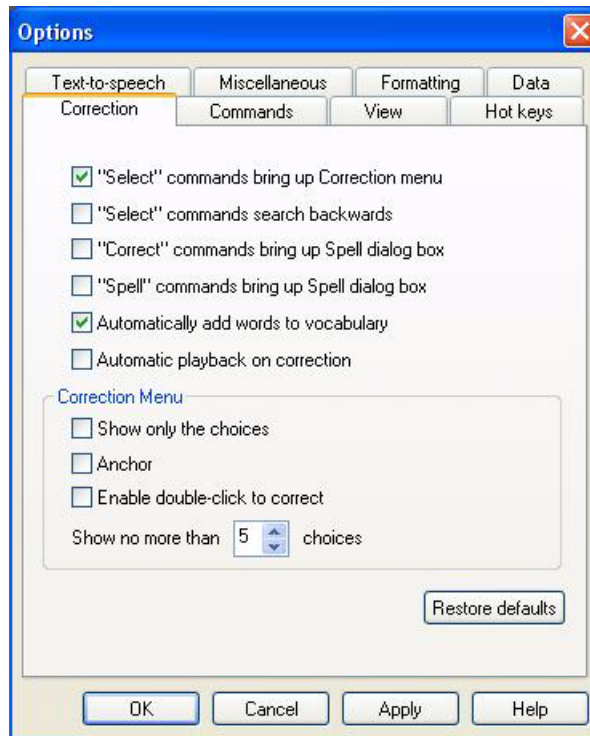 Options
Text-to-speech Miscellaneous Formatting Data
Correction Commands View Hot keys
"Select" commands bring up Correction menu
"Select" commands search backwards
"Correct" commands bring up Spell dialog box
"Spell" commands bring up Spell dialog box
Automatically add words to vocabulary
Automatic playback on correction
Correction Menu
Show only the choices
Anchor
Enable double-click to correct
Show no more than 5 choices
Restore defaults
OK Cancel Apply Help